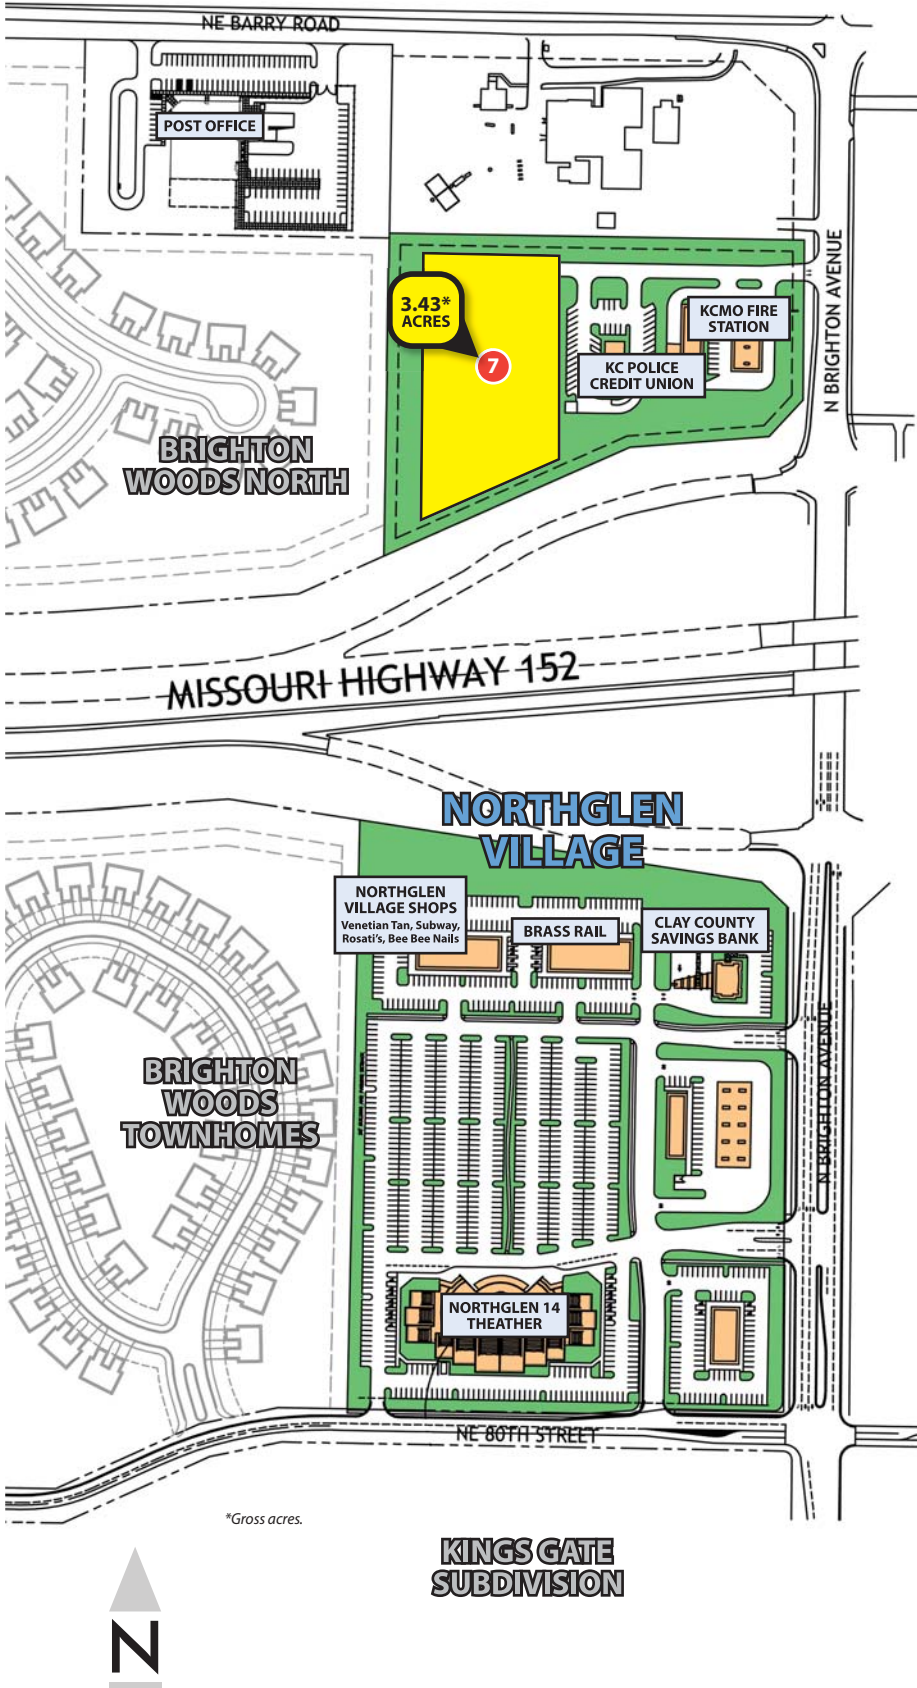 NE BARRY ROAD
POST OFFICE
N BRIGHTON AVENUE
3.43*
ACRES
7
KCMO FIRE
STATION
KC POLICE
CREDIT UNION
BRIGHTON
WOODS NORTH
MISSOURI HIGHWAY 152
NORTHGLEN
VILLAGE
NORTHGLEN
VILLAGE SHOPS
Venetian Tan, Subway,
Rosati's, Bee Bee Nails
BRASS RAIL
CLAY COUNTY
SAVINGS BANK
N BRIGHTON AVENUE
BRIGHTON
WOODS
TOWNHOMES
N BRIGHTON AVENUE
NORTHGLEN 14
THEATHER
NE 80TH STREET
*Gross acres.
KINGS GATE
SUBDIVISION
N